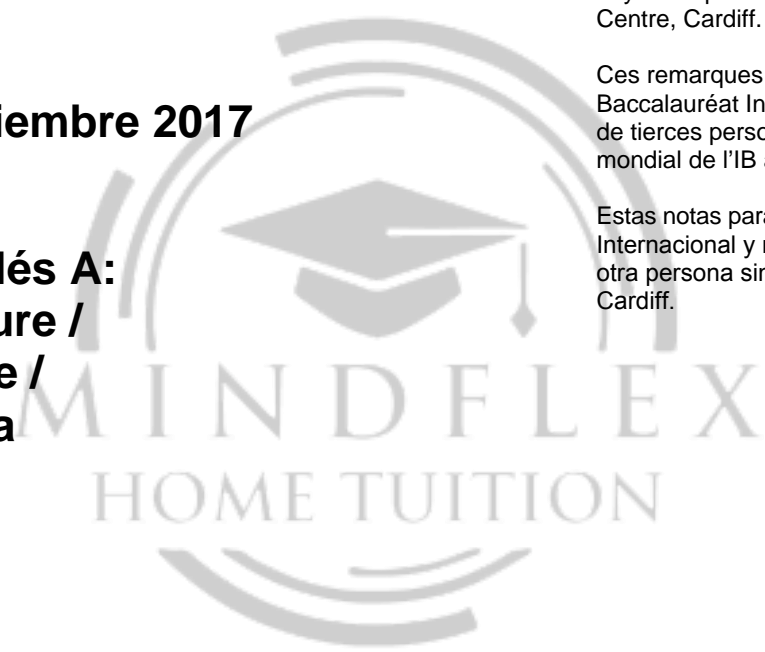 iembre 2017
lés A:
ure /
e /
a
Centre, Cardiff.
Ces remarques
Baccalauréat In
de tierces perso
mondial de l'IB
Estas notas para
Internacional y
otra persona sin
Cardiff.
MINDFLEX
HOME TUITION